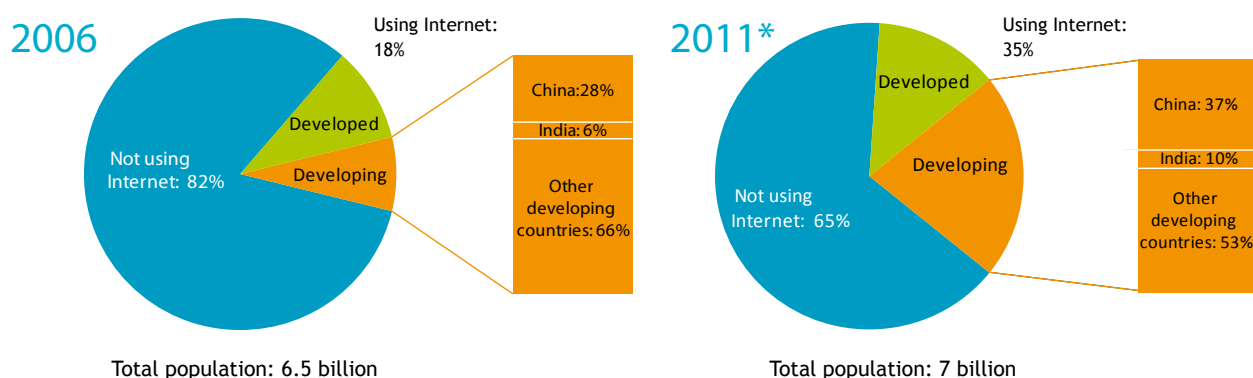 2006
Using Internet:
18%
Developed
Not using
Internet: 82%
Developing
China:28%
India: 6%
Other
developing
countries: 66%
Total population: 6.5 billion
2011*
Using Internet:
35%
Developed
Developing
Not using
Internet: 65%
China: 37%
India: 10%
Other
developing
countries: 53%
Total population: 7 billion